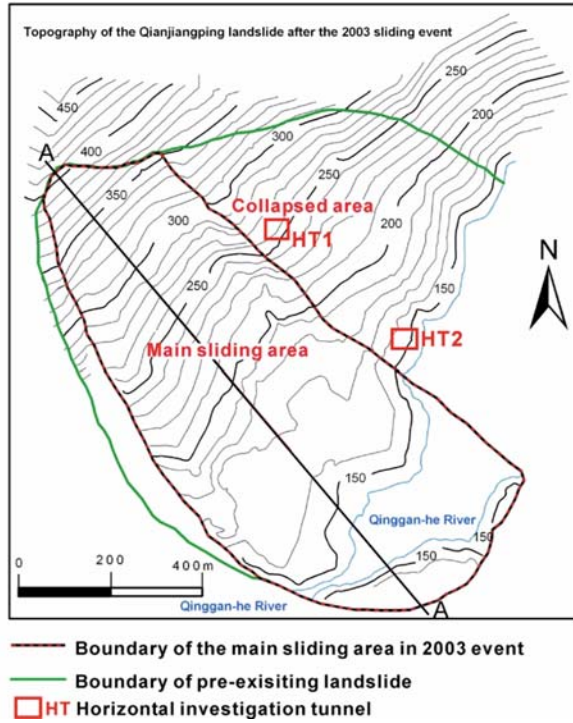 Topography of the Qianjiangping landslide after the 2003 sliding event
250
450
200
300
A
400
350
Collapsed area
HT1
300
200
N
250
150
HT2
Main sliding area
150
150
Qinggan-he River
150
0 200 400m
Qinggan-he River
A
Boundary of the main sliding area in 2003 event
Boundary of pre-exisiting landslide
HT Horizontal investigation tunnel